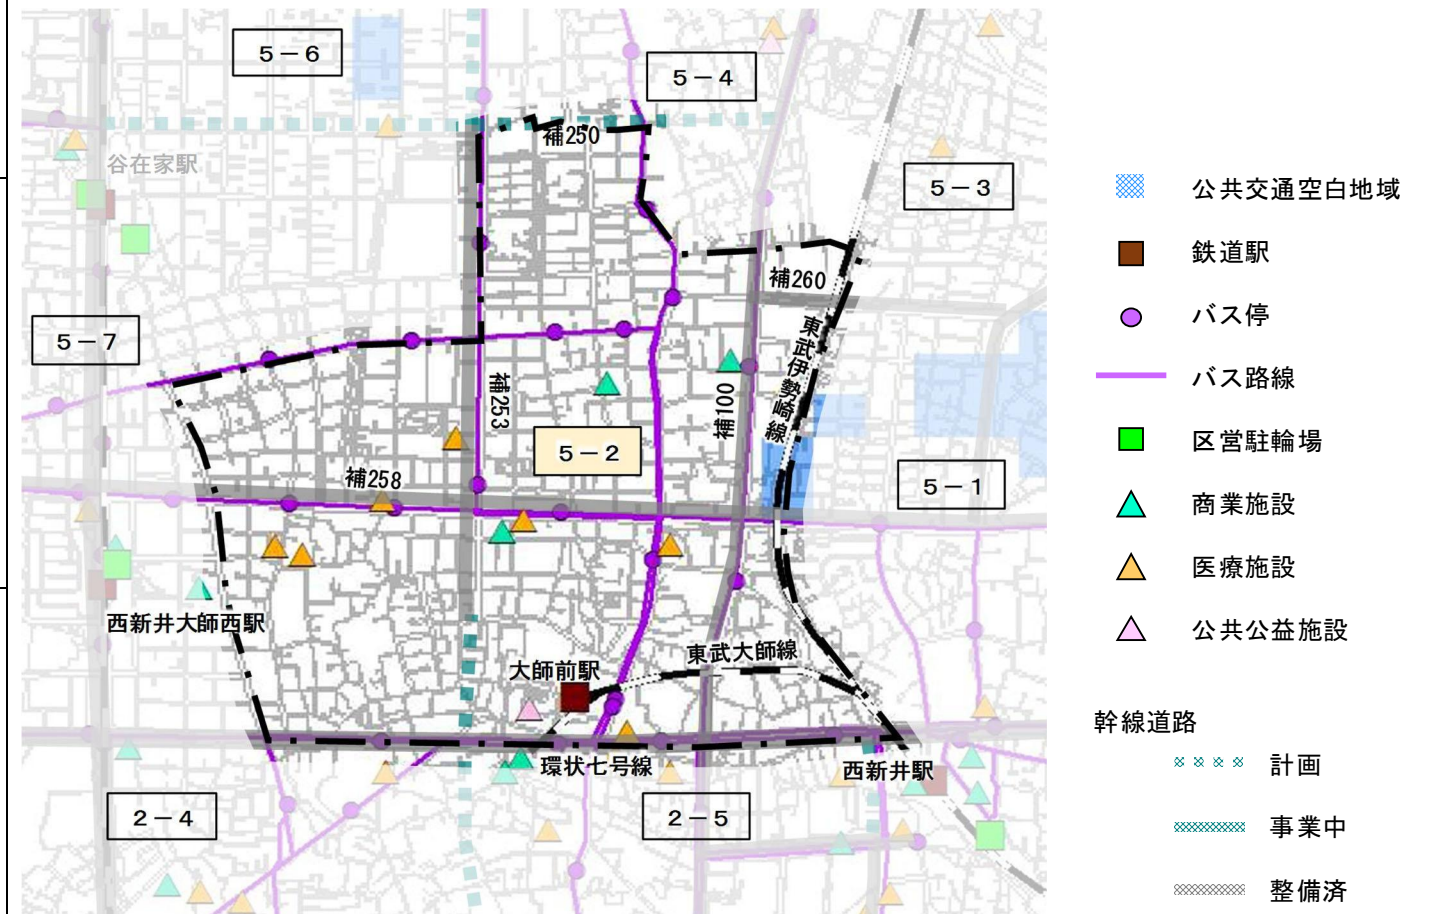 5－6
5－4
補250
谷在家駅
5－3
補260
5－7
東武伊勢崎線
補253
補100
5－2
補258
5－1
西新井大師西駅
大師前駅
東武大師線
環状七号線
西新井駅
2－4
2－5
公共交通空白地域
鉄道駅
バス停
バス路線
区営駐輪場
商業施設
医療施設
公共公益施設
幹線道路
計画
事業中
整備済